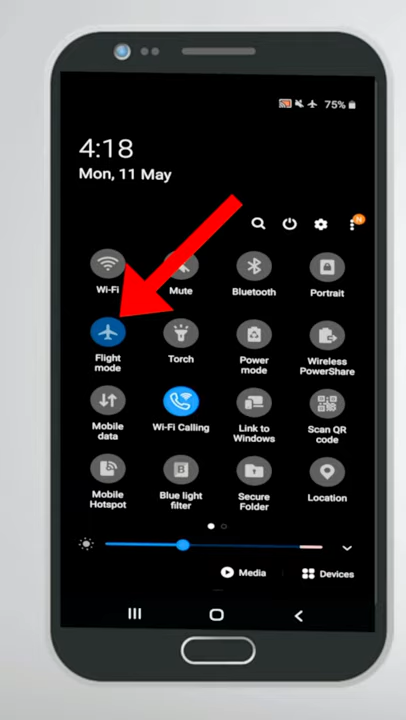 75%
4:18
Mon, 11 May
N
Wi-Fi
Mute
Bluetooth
Portrait
Flight
mode
Torch
Power
mode
Wireless
PowerShare
Mobile
data
Wi-Fi Calling
Link to
Windows
Scan QR
code
Mobile
Hotspot
Blue light
filter
Secure
Folder
Location
Media
Devices